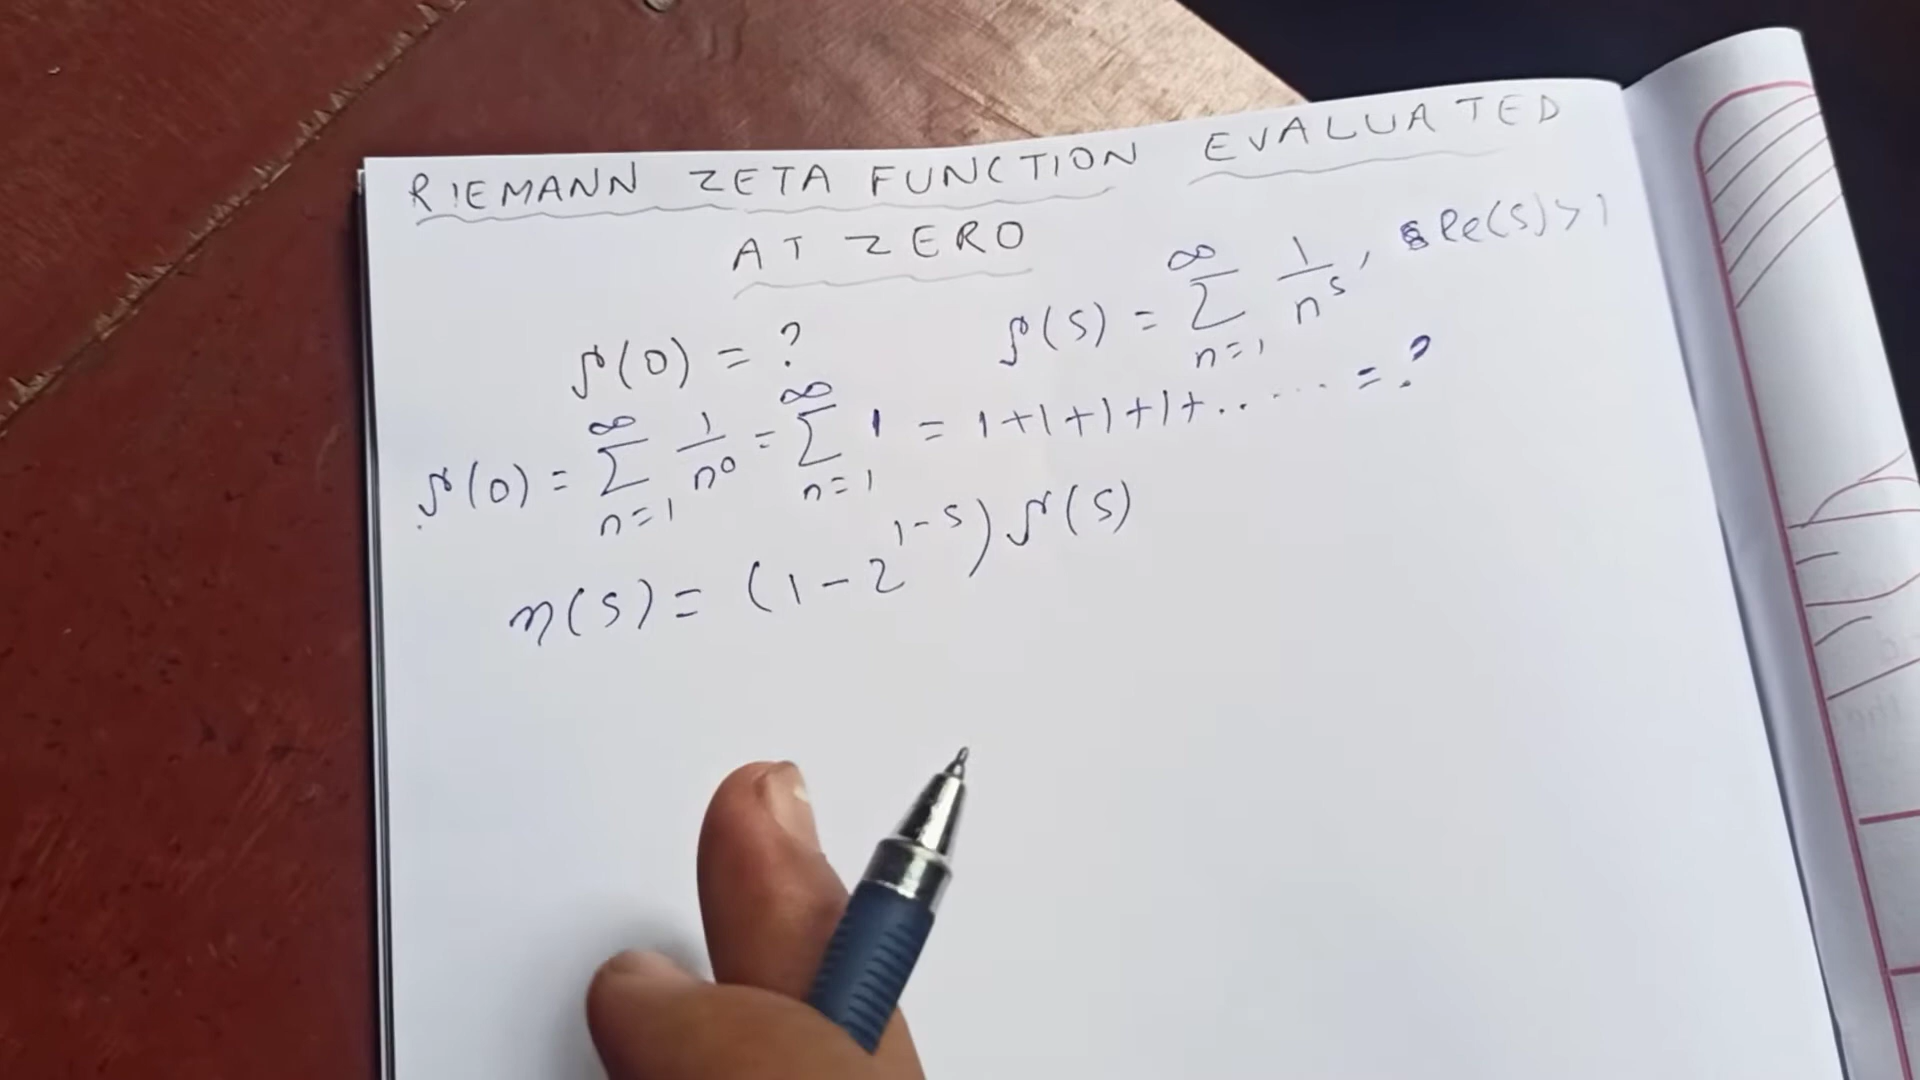 RIEMANN ZETA FUNCTION EVALUATED
AT ZERO
ζ(0) = ?
ζ(s) = ∑_{n=1}^{∞} 1/n^s, Re(s) > 1
ζ(0) = ∑_{n=1}^{∞} 1/n^0 = ∑_{n=1}^{∞} 1 = 1+1+1+1+...... = ?
η(s) = (1-2^{1-s}) ζ(s)